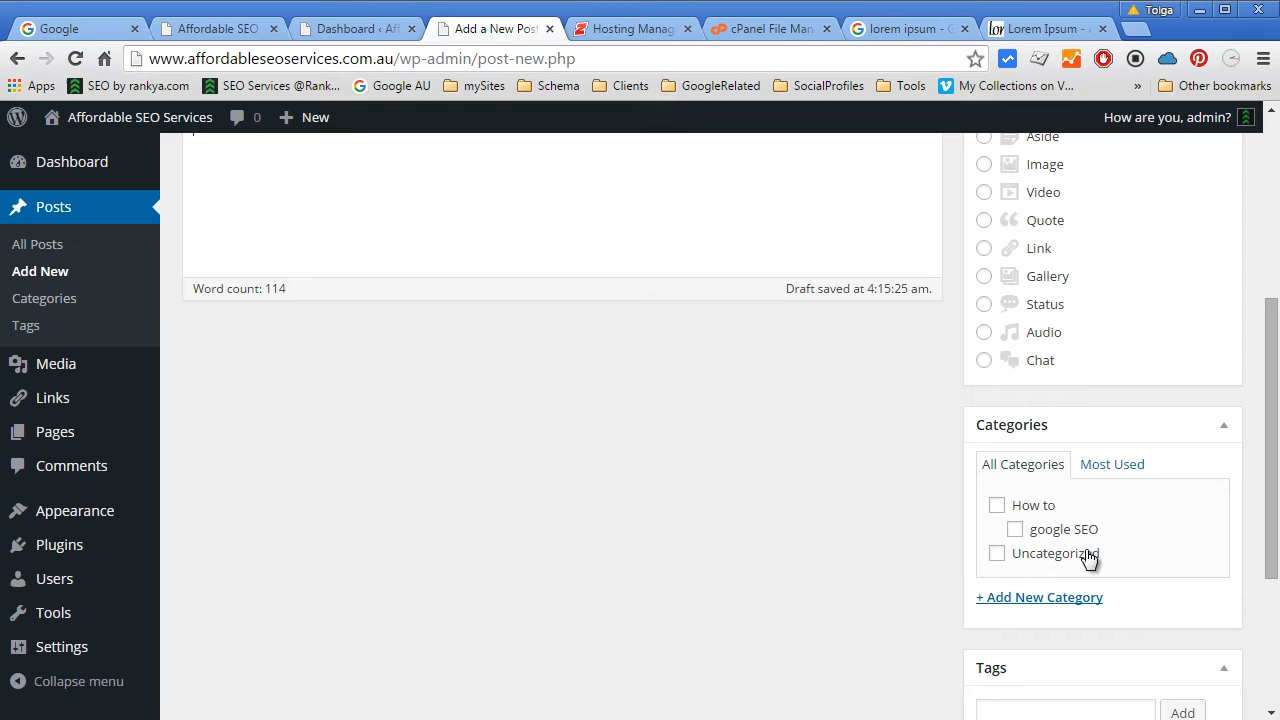 Google
Affordable SEO
Dashboard ‹ Aff
Add a New Post
Hosting Manag
cPanel File Man
lorem ipsum - G
Lorem Ipsum - A
Tolga
www.affordableseoservices.com.au/wp-admin/post-new.php
Apps
SEO by rankya.com
SEOServices @Rank...
Google AU
mySites
Schema
Clients
GoogleRelated
SocialProfiles
Tools
My Collections on V...
»
Other bookmarks
Affordable SEO Services
0
New
How are you, admin?
Dashboard
Posts
All Posts
Add New
Categories
Tags
Media
Links
Pages
Comments
Appearance
Plugins
Users
Tools
Settings
Collapse menu
Word count: 114
Draft saved at 4:15:25 am.
Aside
Image
Video
Quote
Link
Gallery
Status
Audio
Chat
Categories
All Categories
Most Used
How to
google SEO
Uncategorized
+ Add New Category
Tags
Add